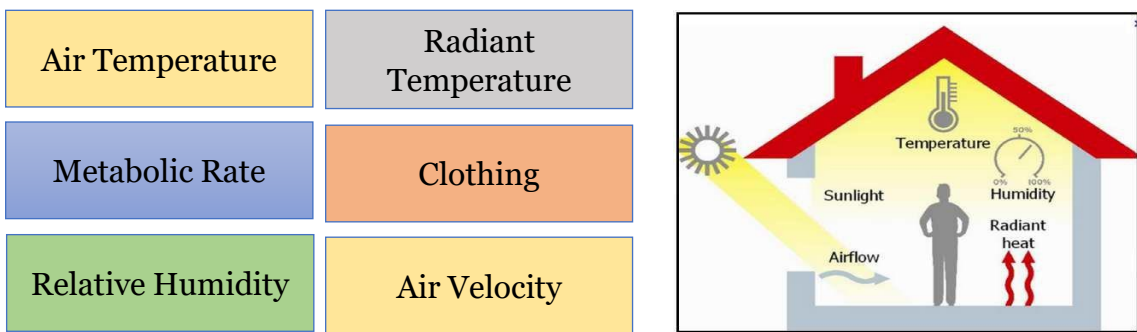 Air Temperature
Radiant
Temperature
Metabolic Rate
Clothing
Relative Humidity
Air Velocity
Temperature
50%
0% 100%
Humidity
Sunlight
Radiant
heat
Airflow